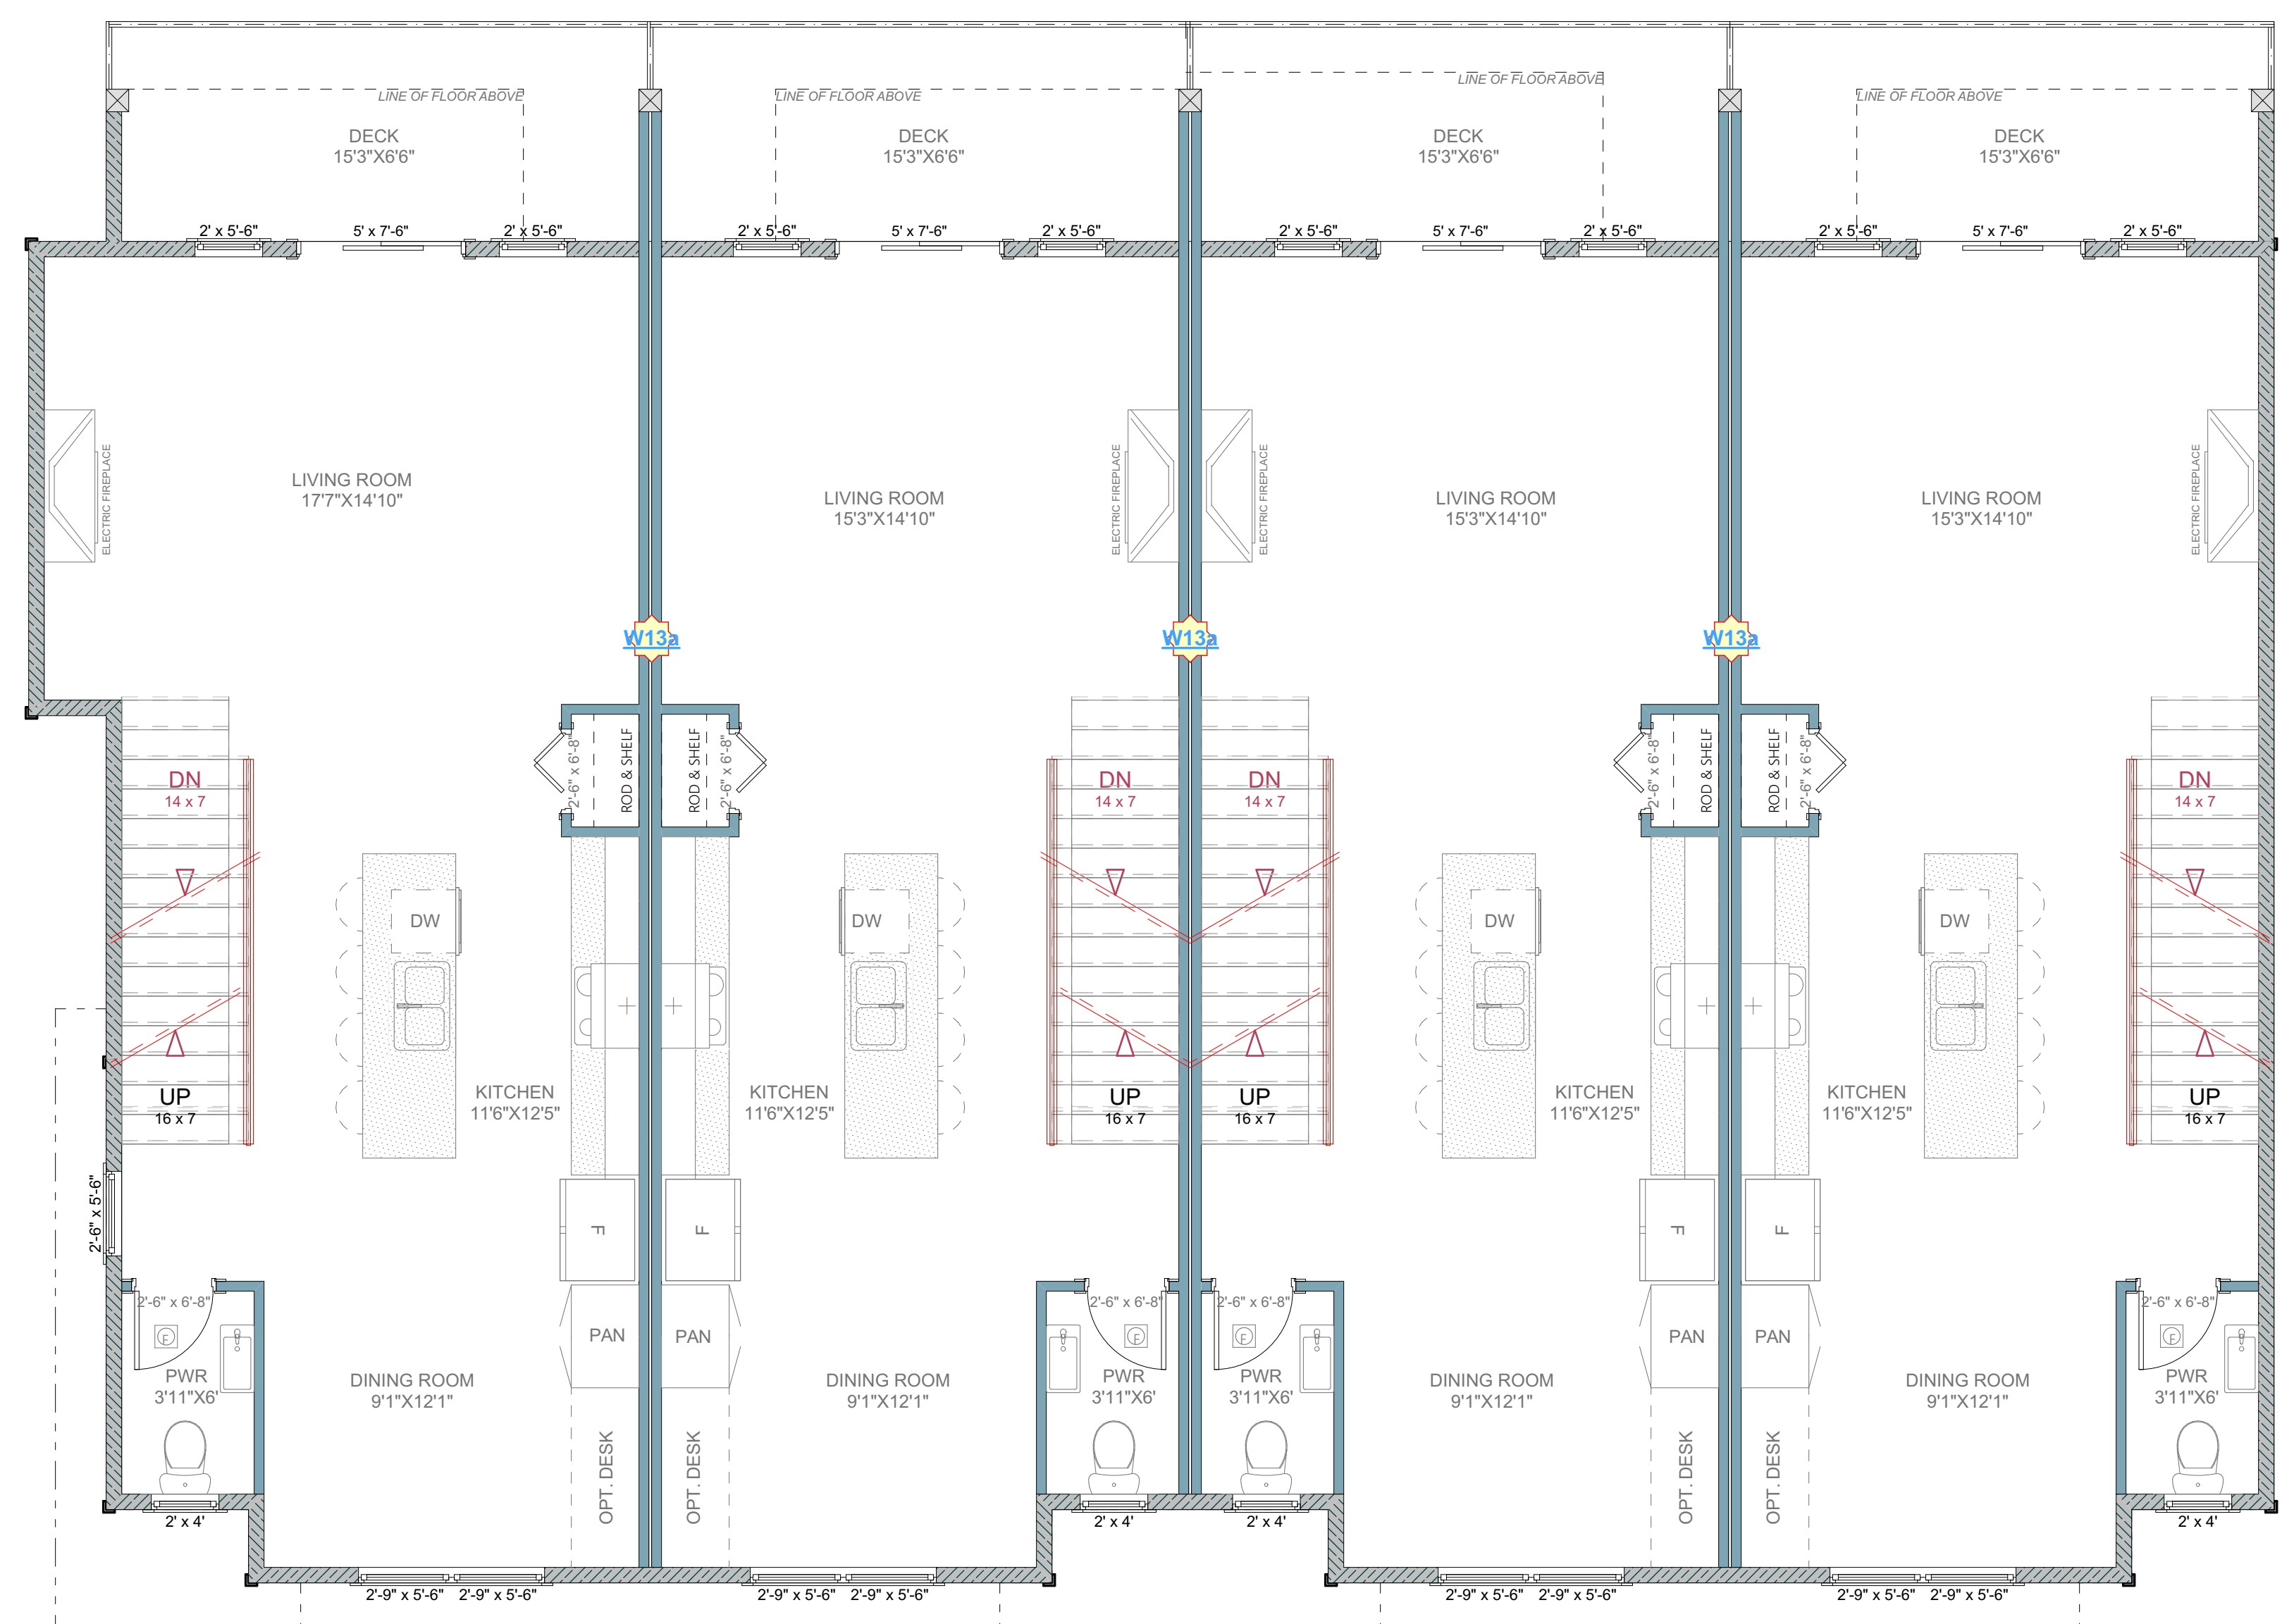 LINE OF FLOOR ABOVE
LINE OF FLOOR ABOVE
LINE OF FLOOR ABOVE
LINE OF FLOOR ABOVE
DECK
15'3"X6'6"
DECK
15'3"X6'6"
DECK
15'3"X6'6"
DECK
15'3"X6'6"
2' x 5'-6"
5' x 7'-6"
2' x 5'-6"
2' x 5'-6"
5' x 7'-6"
2' x 5'-6"
2' x 5'-6"
5' x 7'-6"
2' x 5'-6"
2' x 5'-6"
5' x 7'-6"
2' x 5'-6"
ELECTRIC FIREPLACE
LIVING ROOM
17'7"X14'10"
LIVING ROOM
15'3"X14'10"
ELECTRIC FIREPLACE
ELECTRIC FIREPLACE
LIVING ROOM
15'3"X14'10"
LIVING ROOM
15'3"X14'10"
ELECTRIC FIREPLACE
W13a
W13a
W13a
DN
14 x 7
2'-6" x 6'-8"
ROD & SHELF
ROD & SHELF
2'-6" x 6'-8"
DN
14 x 7
DN
14 x 7
2'-6" x 6'-8"
ROD & SHELF
ROD & SHELF
2'-6" x 6'-8"
DN
14 x 7
DW
DW
DW
DW
UP
16 x 7
KITCHEN
11'6"X12'5"
KITCHEN
11'6"X12'5"
UP
16 x 7
UP
16 x 7
KITCHEN
11'6"X12'5"
KITCHEN
11'6"X12'5"
UP
16 x 7
2'-6" x 5'-6"
F
F
F
F
2'-6" x 6'-8"
2'-6" x 6'-8"
2'-6" x 6'-8"
2'-6" x 6'-8"
F
F
F
F
PAN
PAN
PAN
PAN
PWR
3'11"X6'
DINING ROOM
9'1"X12'1"
DINING ROOM
9'1"X12'1"
PWR
3'11"X6'
PWR
3'11"X6'
DINING ROOM
9'1"X12'1"
DINING ROOM
9'1"X12'1"
PWR
3'11"X6'
OPT. DESK
OPT. DESK
OPT. DESK
OPT. DESK
2' x 4'
2' x 4'
2' x 4'
2' x 4'
2'-9" x 5'-6"
2'-9" x 5'-6"
2'-9" x 5'-6"
2'-9" x 5'-6"
2'-9" x 5'-6"
2'-9" x 5'-6"
2'-9" x 5'-6"
2'-9" x 5'-6"